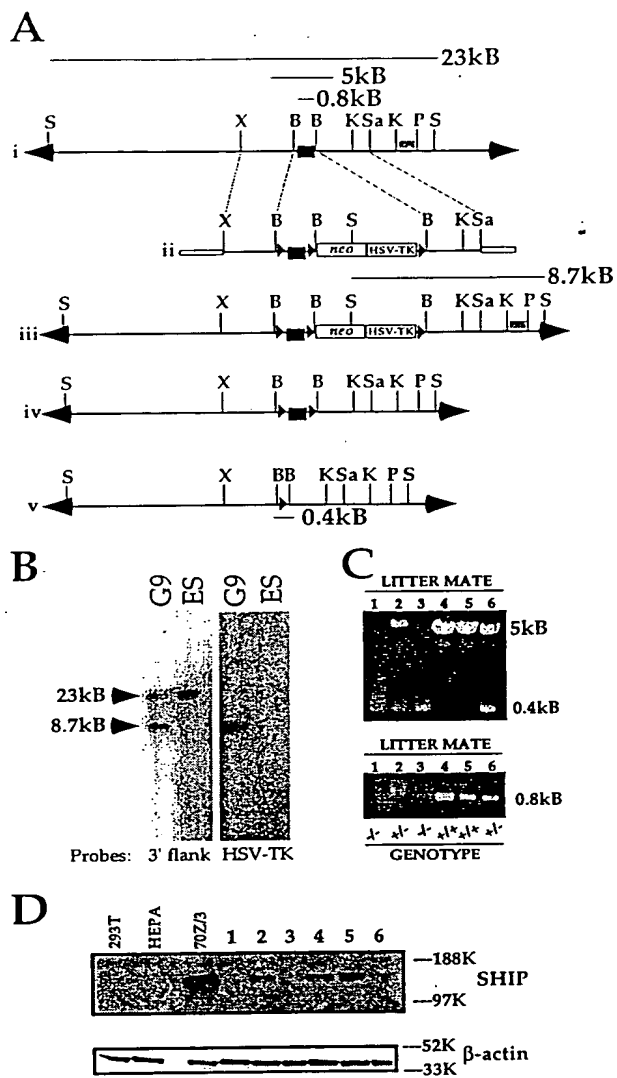 A
23kB
5kB
0.8kB
S X B B K Sa K P S
i
X B B S B K Sa
ii neo HSV-TK
8.7kB
S X B B S B K Sa K P S
iii neo HSV-TK
S X B B K Sa K P S
iv
S X B B K Sa K P S
v
0.4kB
B
G9 ES G9 ES
23kB
8.7kB
Probes: 3' flank HSV-TK
C
LITTER MATE
1 2 3 4 5 6
5kB
0.4kB
LITTER MATE
1 2 3 4 5 6
0.8kB
-/- +/- -/- +/+ +/+ +/-
GENOTYPE
D
293T HEPA 70Z/3 1 2 3 4 5 6
188K
SHIP
97K
52K
β-actin
33K